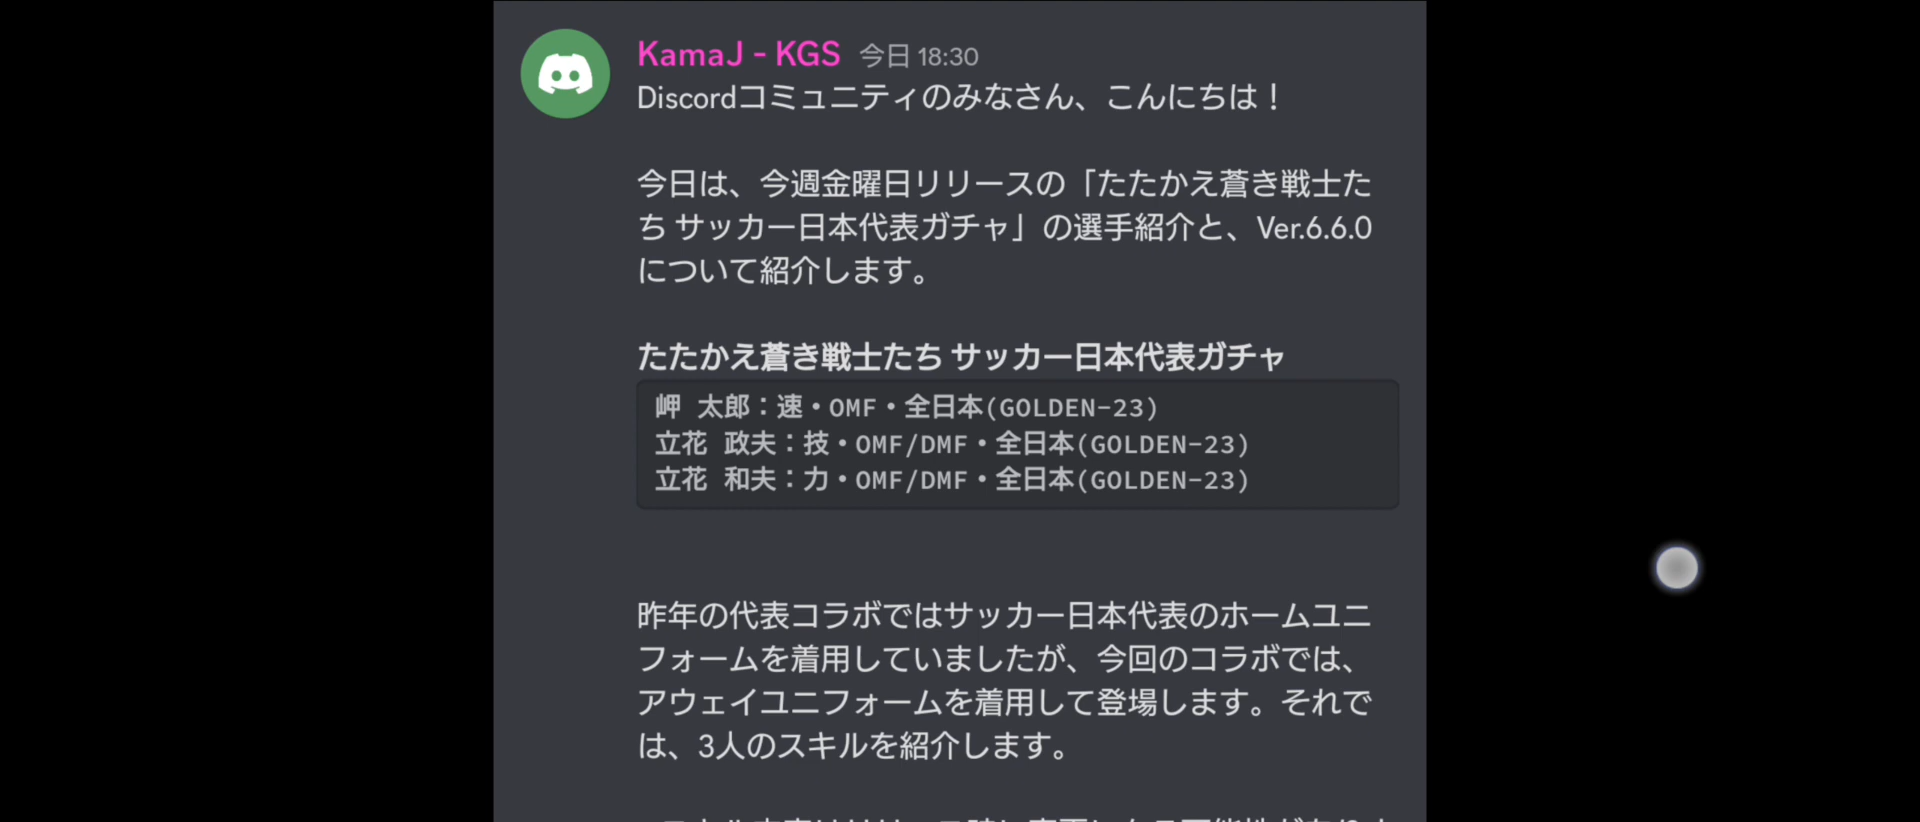 KamaJ - KGS 今日 18:30
Discordコミュニティのみなさん、こんにちは！
今日は、今週金曜日リリースの「たたかえ蒼き戦士た
ち サッカー日本代表ガチャ」の選手紹介と、Ver.6.6.0
について紹介します。
たたかえ蒼き戦士たち サッカー日本代表ガチャ
岬 太郎：速・OMF・全日本(GOLDEN-23)
立花 政夫：技・OMF/DMF・全日本(GOLDEN-23)
立花 和夫：力・OMF/DMF・全日本(GOLDEN-23)
昨年の代表コラボではサッカー日本代表のホームユニ
フォームを着用していましたが、今回のコラボでは、
アウェイユニフォームを着用して登場します。それで
は、3人のスキルを紹介します。